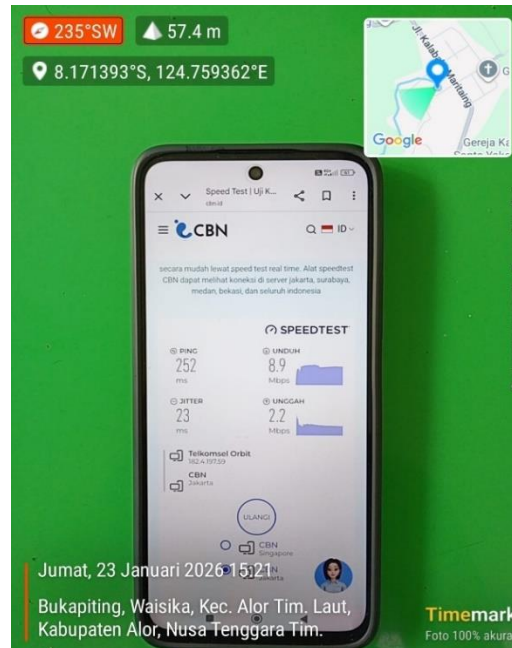 235°SW
57.4 m
8.171393°S, 124.759362°E
Jl. Kalabahi Maritaing
Google
Gereja Ka
Speed Test | Uji K...
cbn.id
CBN
ID
secara mudah lewat speed test real time. Alat speedtest
CBN dapat melihat koneksi di server jakarta, surabaya,
medan, bekasi, dan seluruh indonesia
SPEEDTEST
PING
252
ms
UNDUH
8.9
Mbps
JITTER
23
ms
UNGGAH
2.2
Mbps
Telkomsel Orbit
CBN
Jakarta
ULANGI
CBN
Singapore
Jakarta
Jumat, 23 Januari 2026 15:21
Bukapiting, Waisika, Kec. Alor Tim. Laut,
Kabupaten Alor, Nusa Tenggara Tim.
Timemark
Foto 100% akura